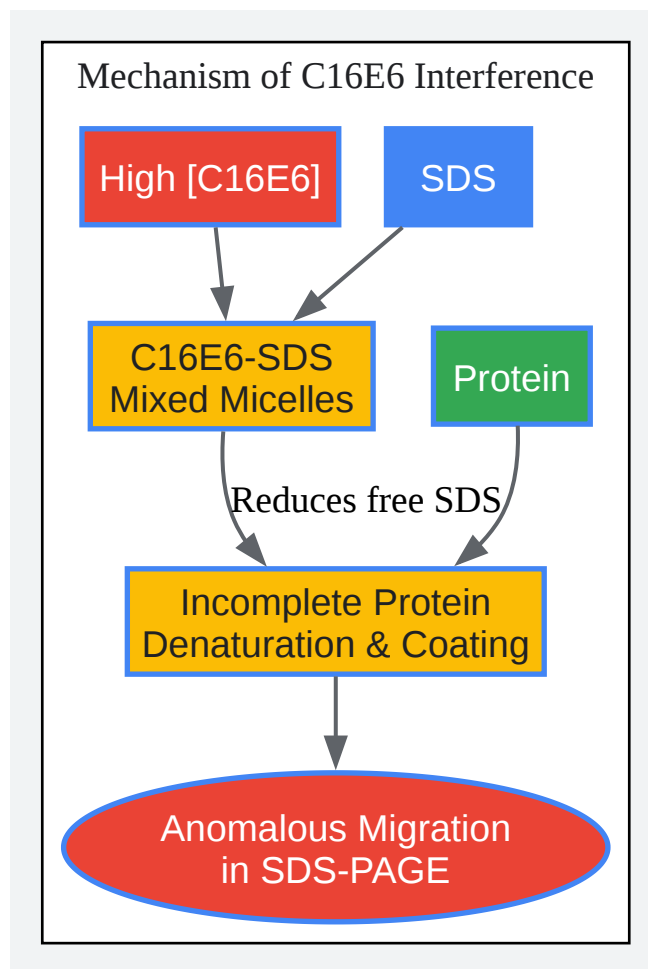 Mechanism of C16E6 Interference
High [C16E6]
SDS
C16E6-SDS
Mixed Micelles
Protein
Reduces free SDS
Incomplete Protein
Denaturation & Coating
Anomalous Migration
in SDS-PAGE